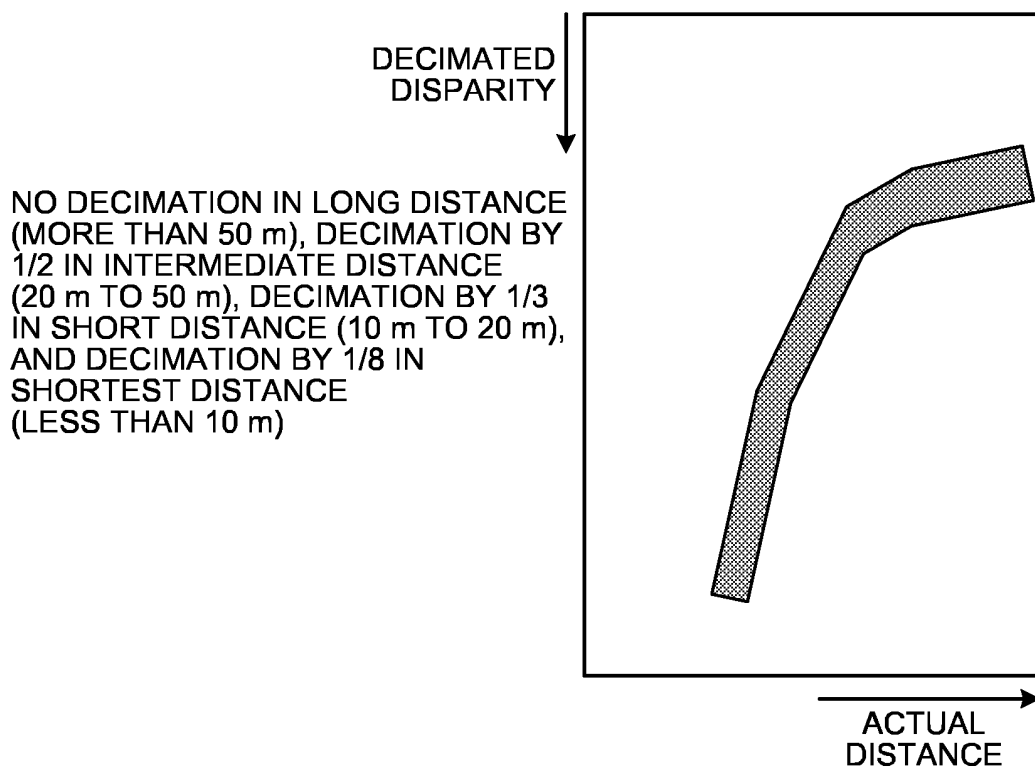 DECIMATED
DISPARITY
NO DECIMATION IN LONG DISTANCE
(MORE THAN 50 m), DECIMATION BY
1/2 IN INTERMEDIATE DISTANCE
(20 m TO 50 m), DECIMATION BY 1/3
IN SHORT DISTANCE (10 m TO 20 m),
AND DECIMATION BY 1/8 IN
SHORTEST DISTANCE
(LESS THAN 10 m)
ACTUAL
DISTANCE